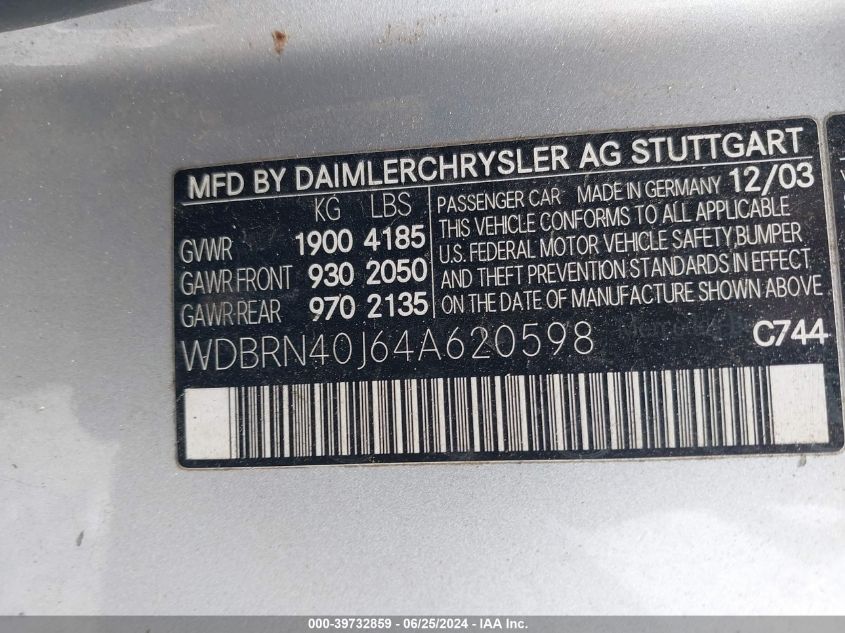 MFD BY DAIMLERCHRYSLER AG STUTTGART
KG LBS
GVWR 1900 4185
GAWR FRONT 930 2050
GAWR REAR 970 2135
PASSENGER CAR MADE IN GERMANY 12/03
THIS VEHICLE CONFORMS TO ALL APPLICABLE
U.S. FEDERAL MOTOR VEHICLE SAFETY,BUMPER
AND THEFT PREVENTION STANDARDS IN EFFECT
ON THE DATE OF MANUFACTURE SHOWN ABOVE
WDBRN40J64A620598 C744
000-39732859 - 06/25/2024 - IAA Inc.